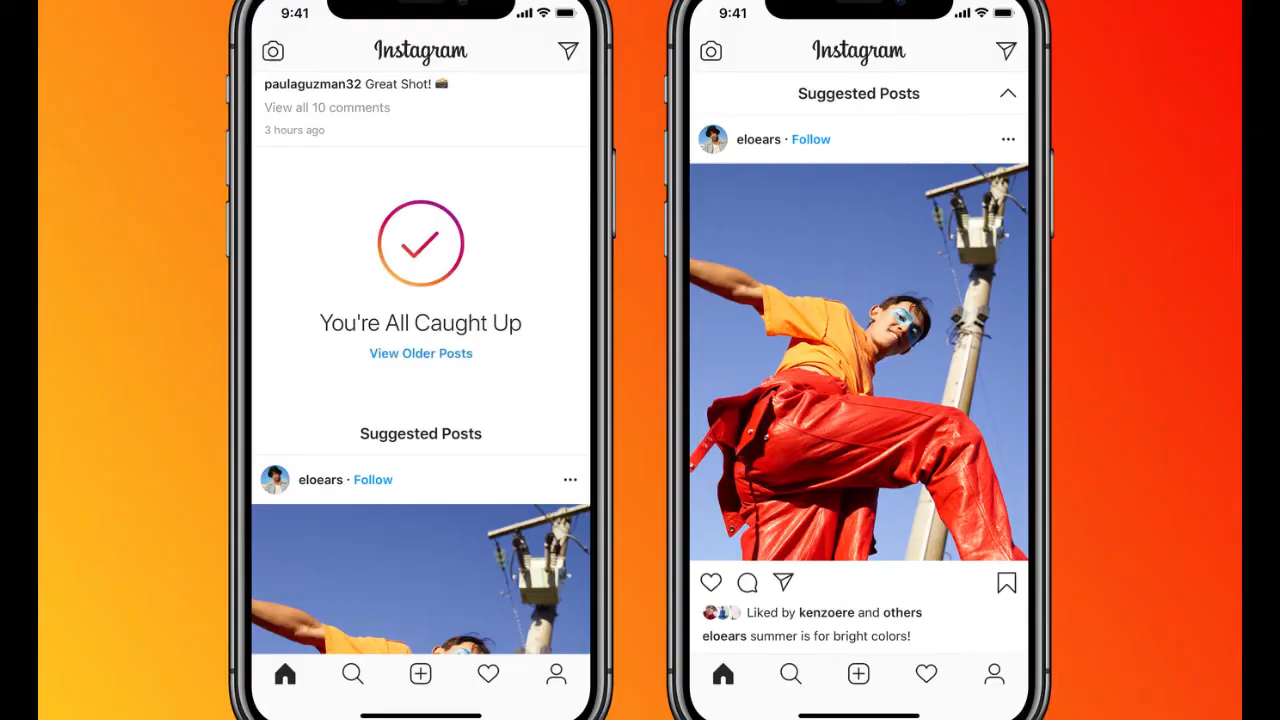 9:41
Instagram
paulaguzman32 Great Shot! 📸
View all 10 comments
3 hours ago
You're All Caught Up
View Older Posts
Suggested Posts
eloears · Follow
9:41
Instagram
Suggested Posts
eloears · Follow
Liked by kenzoere and others
eloears summer is for bright colors!